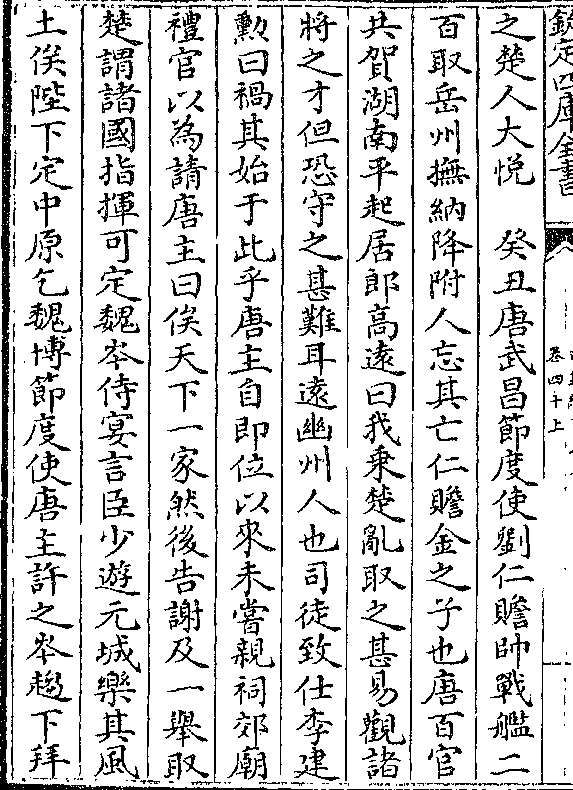 欽定四庫全書
卷四十上
之楚人大悅　癸丑唐武昌節度使劉仁贍帥戰艦二
百取岳州撫納降附人忘其亡仁贍金之子也唐百官
共賀湖南平起居郎高遠曰我乗楚亂取之甚易觀諸
將之才但恐守之甚難耳遠幽州人也司徒致仕李建
勲曰禍其始于此乎唐主自即位以來未嘗親祠郊廟
禮官以為請唐主曰俟天下一家然後告謝及一舉取
楚謂諸國指揮可定魏岑侍宴言臣少遊元城樂其風
土俟陛下定中原乞魏博節度使唐主許之岑趨下拜